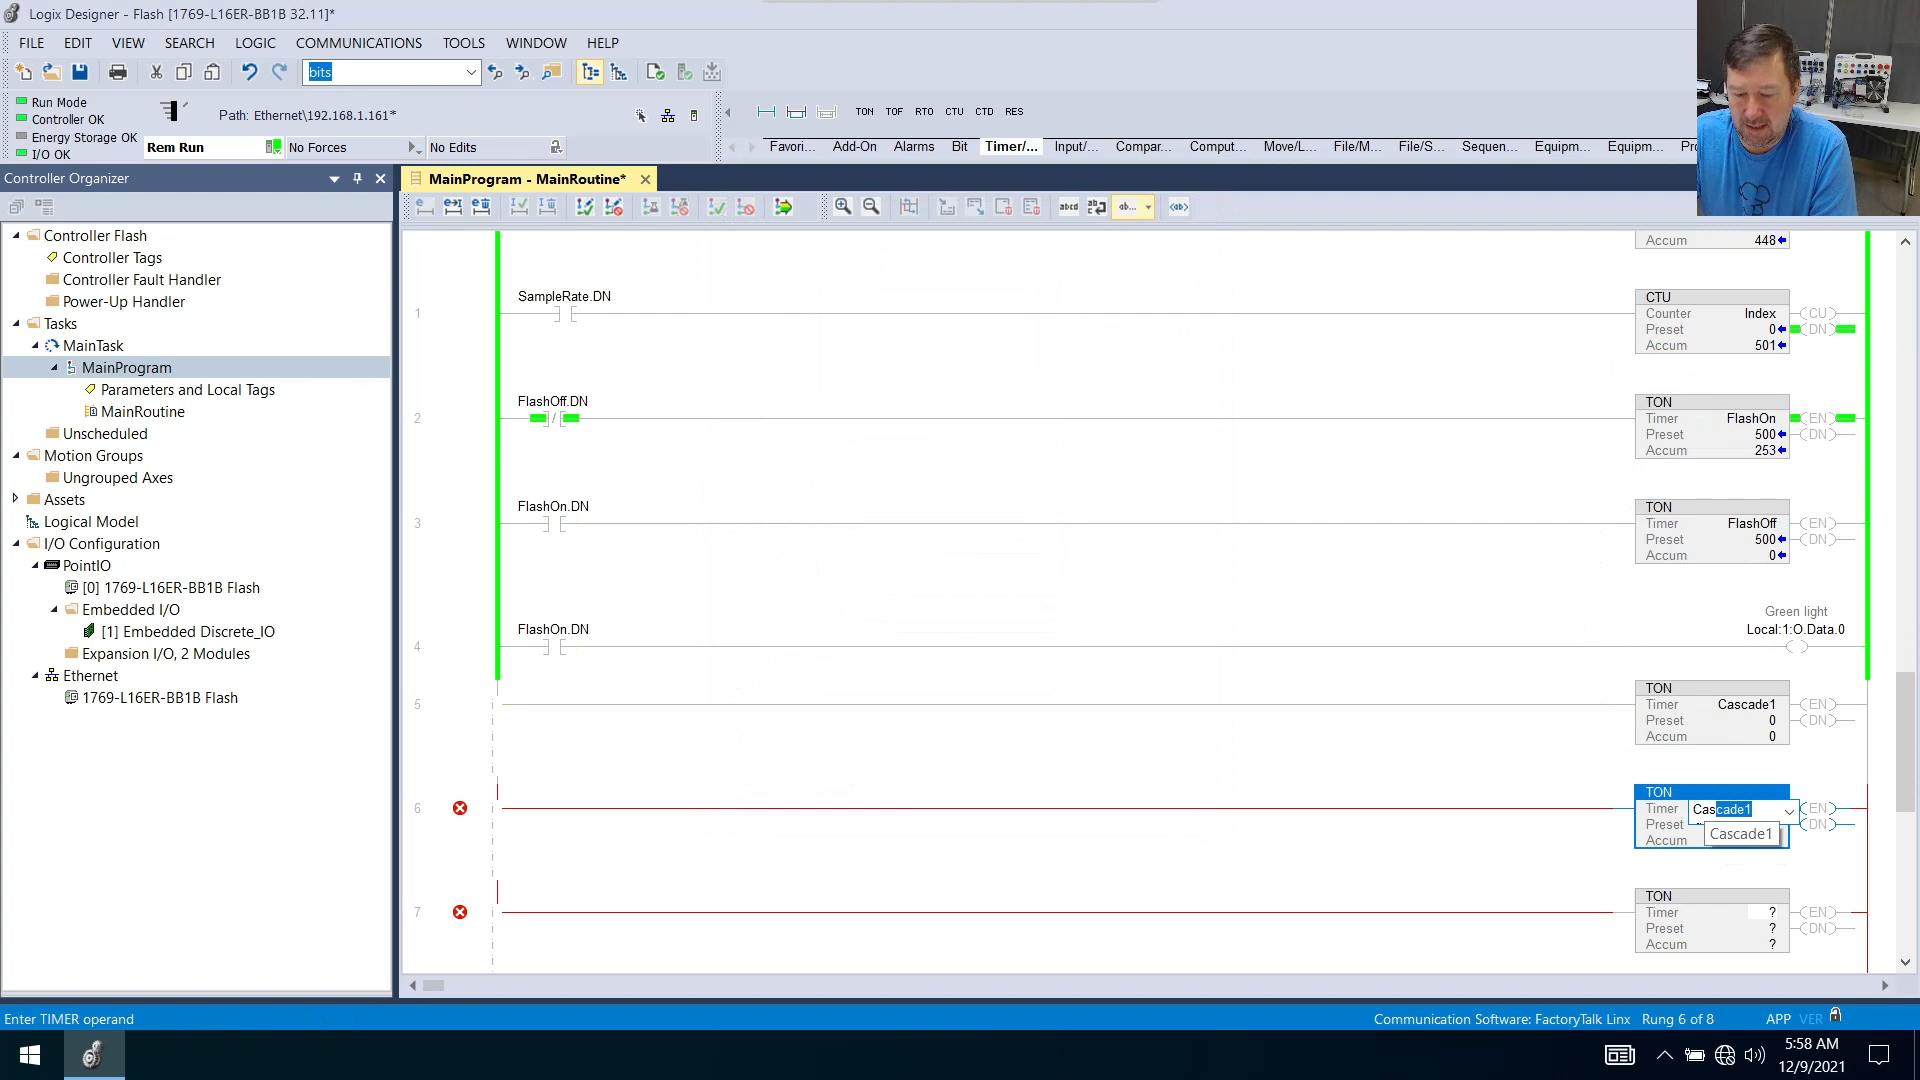 Logix Designer - Flash [1769-L16ER-BB1B 32.11]*
FILE EDIT VIEW SEARCH LOGIC COMMUNICATIONS TOOLS WINDOW HELP
bits
Run Mode
Controller OK
Energy Storage OK
I/O OK
Path: Ethernet\192.168.1.161*
Rem Run No Forces No Edits
TON TOF RTO CTU CTD RES
Favori... Add-On Alarms Bit Timer/... Input/... Compar... Comput... Move/L... File/M... File/S... Sequen... Equipm... Equipm...
Controller Organizer
MainProgram - MainRoutine*
Controller Flash
Controller Tags
Controller Fault Handler
Power-Up Handler
Tasks
MainTask
MainProgram
Parameters and Local Tags
MainRoutine
Unscheduled
Motion Groups
Ungrouped Axes
Assets
Logical Model
I/O Configuration
PointIO
[0] 1769-L16ER-BB1B Flash
Embedded I/O
[1] Embedded Discrete_IO
Expansion I/O, 2 Modules
Ethernet
1769-L16ER-BB1B Flash
Accum 448
1
SampleRate.DN
CTU
Counter Index CU
Preset 0 DN
Accum 501
2
FlashOff.DN
TON
Timer FlashOn EN
Preset 500 DN
Accum 253
3
FlashOn.DN
TON
Timer FlashOff EN
Preset 500 DN
Accum 0
4
FlashOn.DN
Green light
Local:1:O.Data.0
5
TON
Timer Cascade1 EN
Preset 0 DN
Accum 0
6
TON
Timer Cascade1 EN
Preset Cascade1 DN
Accum
7
TON
Timer ? EN
Preset ? DN
Accum ?
Enter TIMER operand
Communication Software: FactoryTalk Linx Rung 6 of 8 APP VER
5:58 AM
12/9/2021